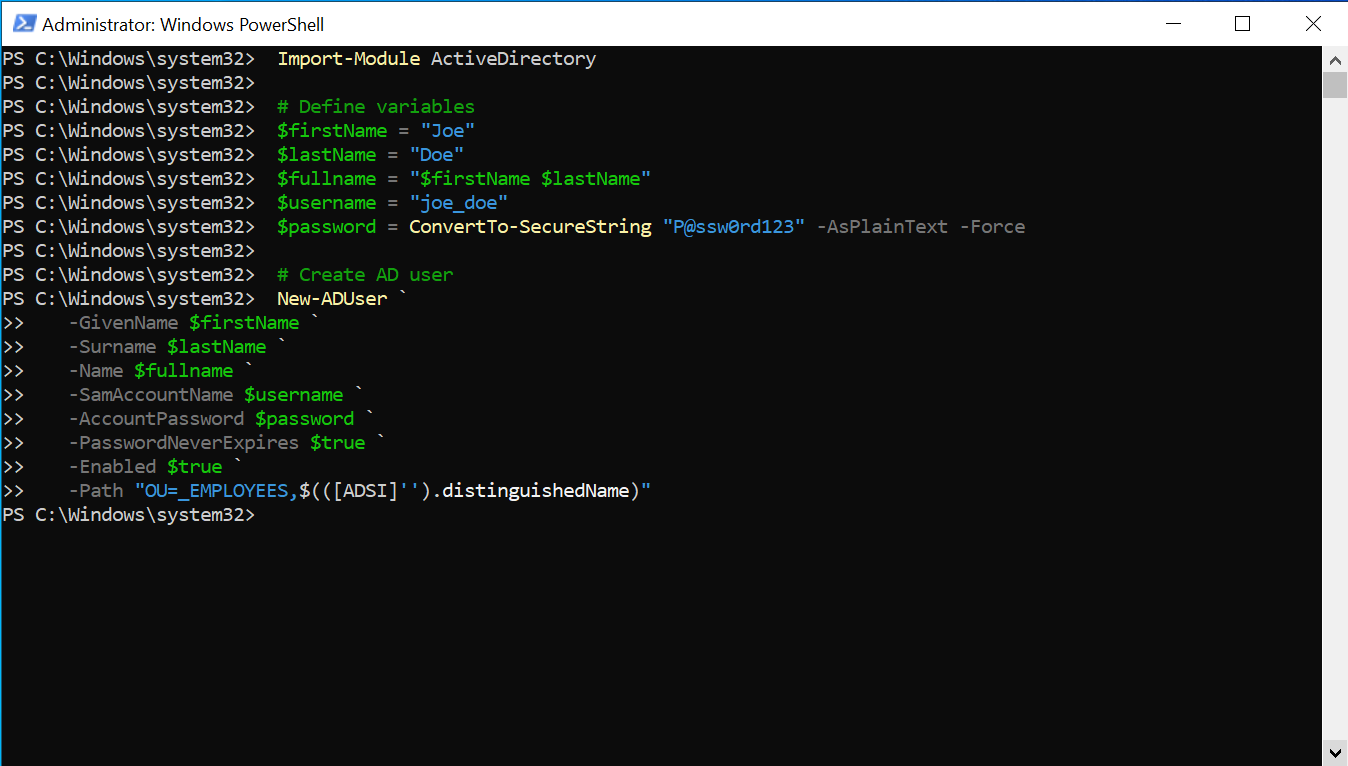 Administrator: Windows PowerShell
PS C:\Windows\system32>  Import-Module ActiveDirectory
PS C:\Windows\system32>
PS C:\Windows\system32>  # Define variables
PS C:\Windows\system32>  $firstName = "Joe"
PS C:\Windows\system32>  $lastName = "Doe"
PS C:\Windows\system32>  $fullname = "$firstName $lastName"
PS C:\Windows\system32>  $username = "joe_doe"
PS C:\Windows\system32>  $password = ConvertTo-SecureString "P@ssw0rd123" -AsPlainText -Force
PS C:\Windows\system32>
PS C:\Windows\system32>  # Create AD user
PS C:\Windows\system32>  New-ADUser `
>>    -GivenName $firstName `
>>    -Surname $lastName `
>>    -Name $fullname `
>>    -SamAccountName $username `
>>    -AccountPassword $password `
>>    -PasswordNeverExpires $true `
>>    -Enabled $true `
>>    -Path "OU=_EMPLOYEES,$(([ADSI]'').distinguishedName)"
PS C:\Windows\system32>